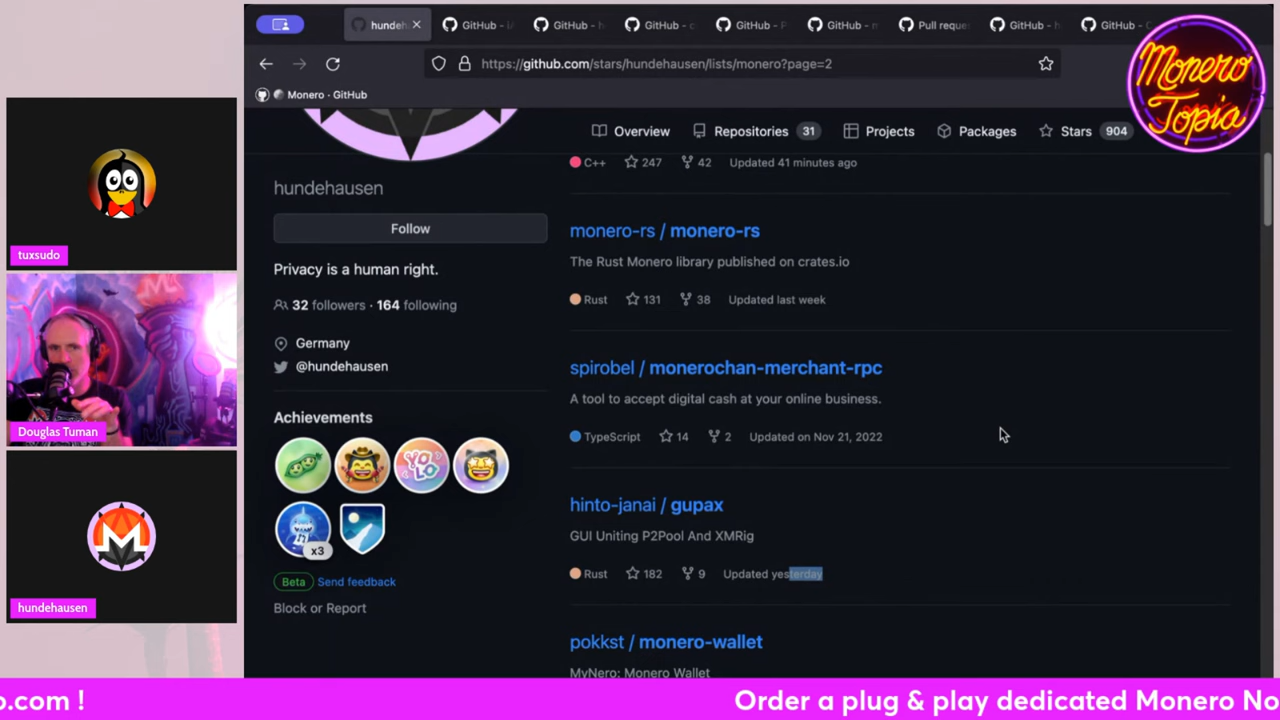 hundeh
GitHub - i
GitHub - h
GitHub - c
GitHub - P
GitHub - m
Pull reque
GitHub - h
GitHub - C
https://github.com/stars/hundehausen/lists/monero?page=2
Monero · GitHub
Monero
Topia
Overview
Repositories 31
Projects
Packages
Stars 904
C++ 247 42 Updated 41 minutes ago
hundehausen
Follow
Privacy is a human right.
32 followers · 164 following
Germany
@hundehausen
Achievements
YOLO
x3
Beta Send feedback
Block or Report
monero-rs / monero-rs
The Rust Monero library published on crates.io
Rust 131 38 Updated last week
spirobel / monerochan-merchant-rpc
A tool to accept digital cash at your online business.
TypeScript 14 2 Updated on Nov 21, 2022
hinto-janai / gupax
GUI Uniting P2Pool And XMRig
Rust 182 9 Updated yesterday
pokkst / monero-wallet
MyNero: Monero Wallet
tuxsudo
Douglas Tuman
hundehausen
o.com !
Order a plug & play dedicated Monero No